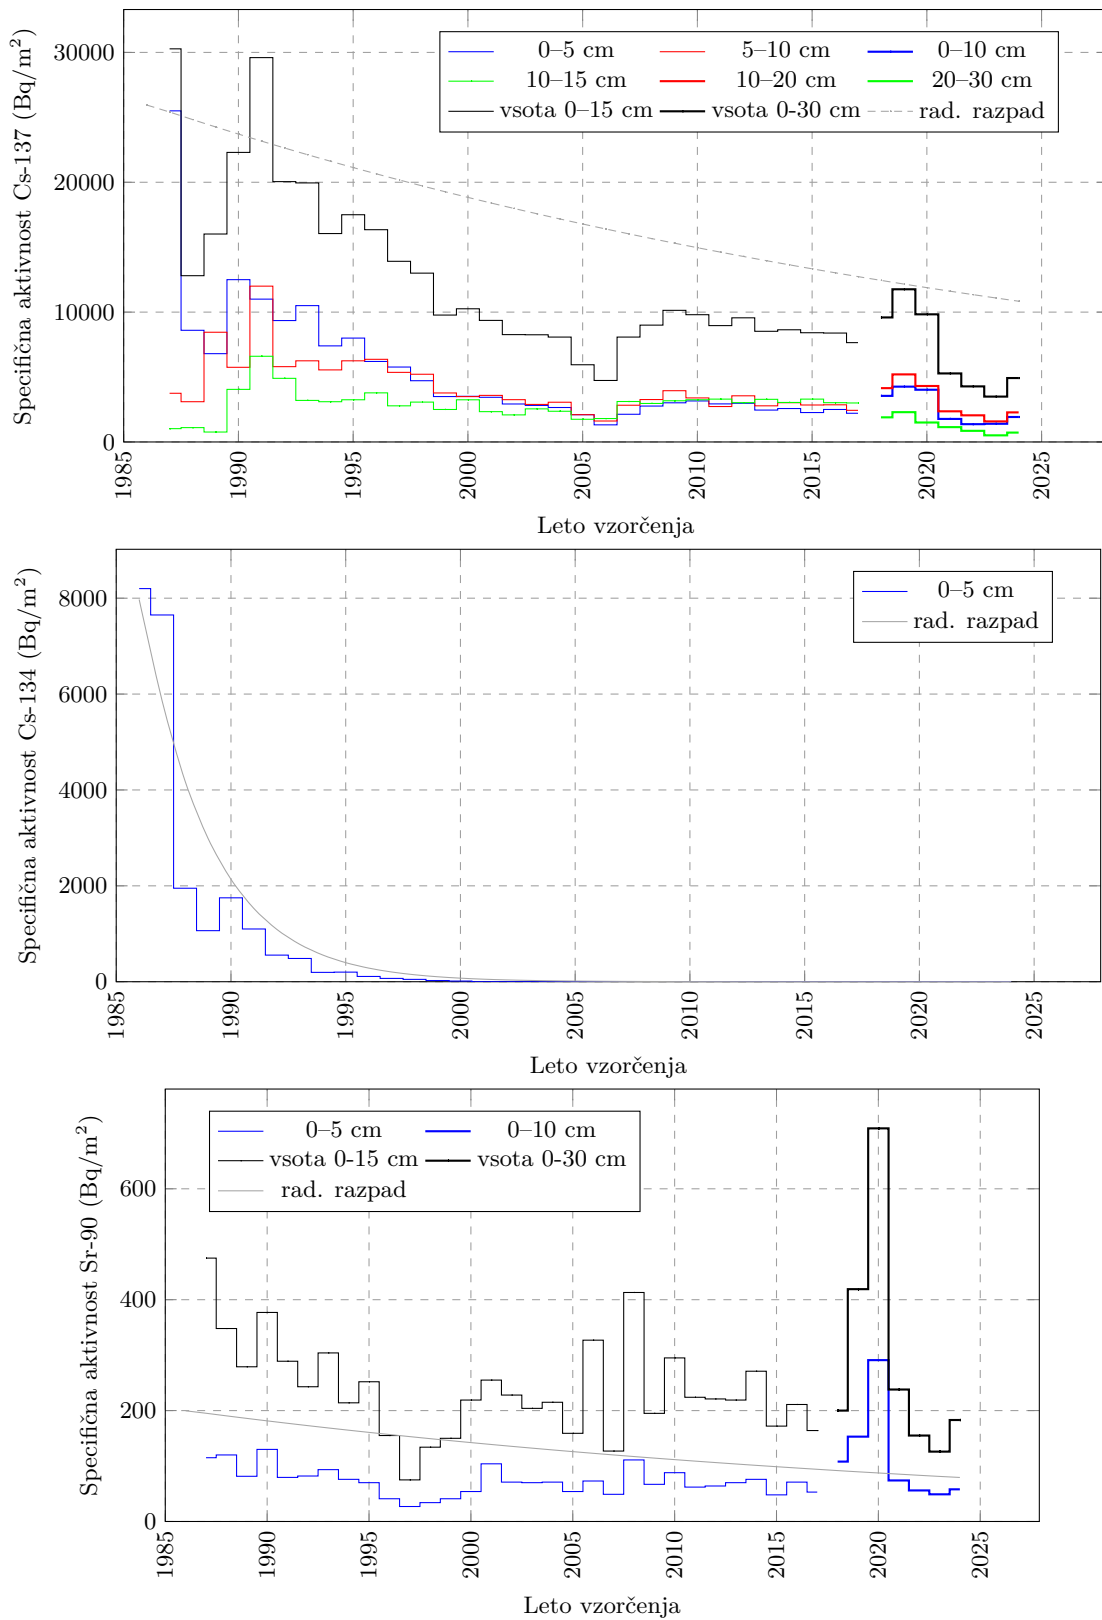 Specifična aktivnost Cs-137 (Bq/m²)
30000
20000
10000
0
0–5 cm 5–10 cm 0–10 cm
10–15 cm 10–20 cm 20–30 cm
vsota 0–15 cm vsota 0-30 cm rad. razpad
1985 1990 1995 2000 2005 2010 2015 2020 2025
Leto vzorčenja
Specifična aktivnost Cs-134 (Bq/m²)
8000
6000
4000
2000
0
0–5 cm
rad. razpad
1985 1990 1995 2000 2005 2010 2015 2020 2025
Leto vzorčenja
Specifična aktivnost Sr-90 (Bq/m²)
600
400
200
0
0–5 cm 0–10 cm
vsota 0-15 cm vsota 0-30 cm
rad. razpad
1985 1990 1995 2000 2005 2010 2015 2020 2025
Leto vzorčenja